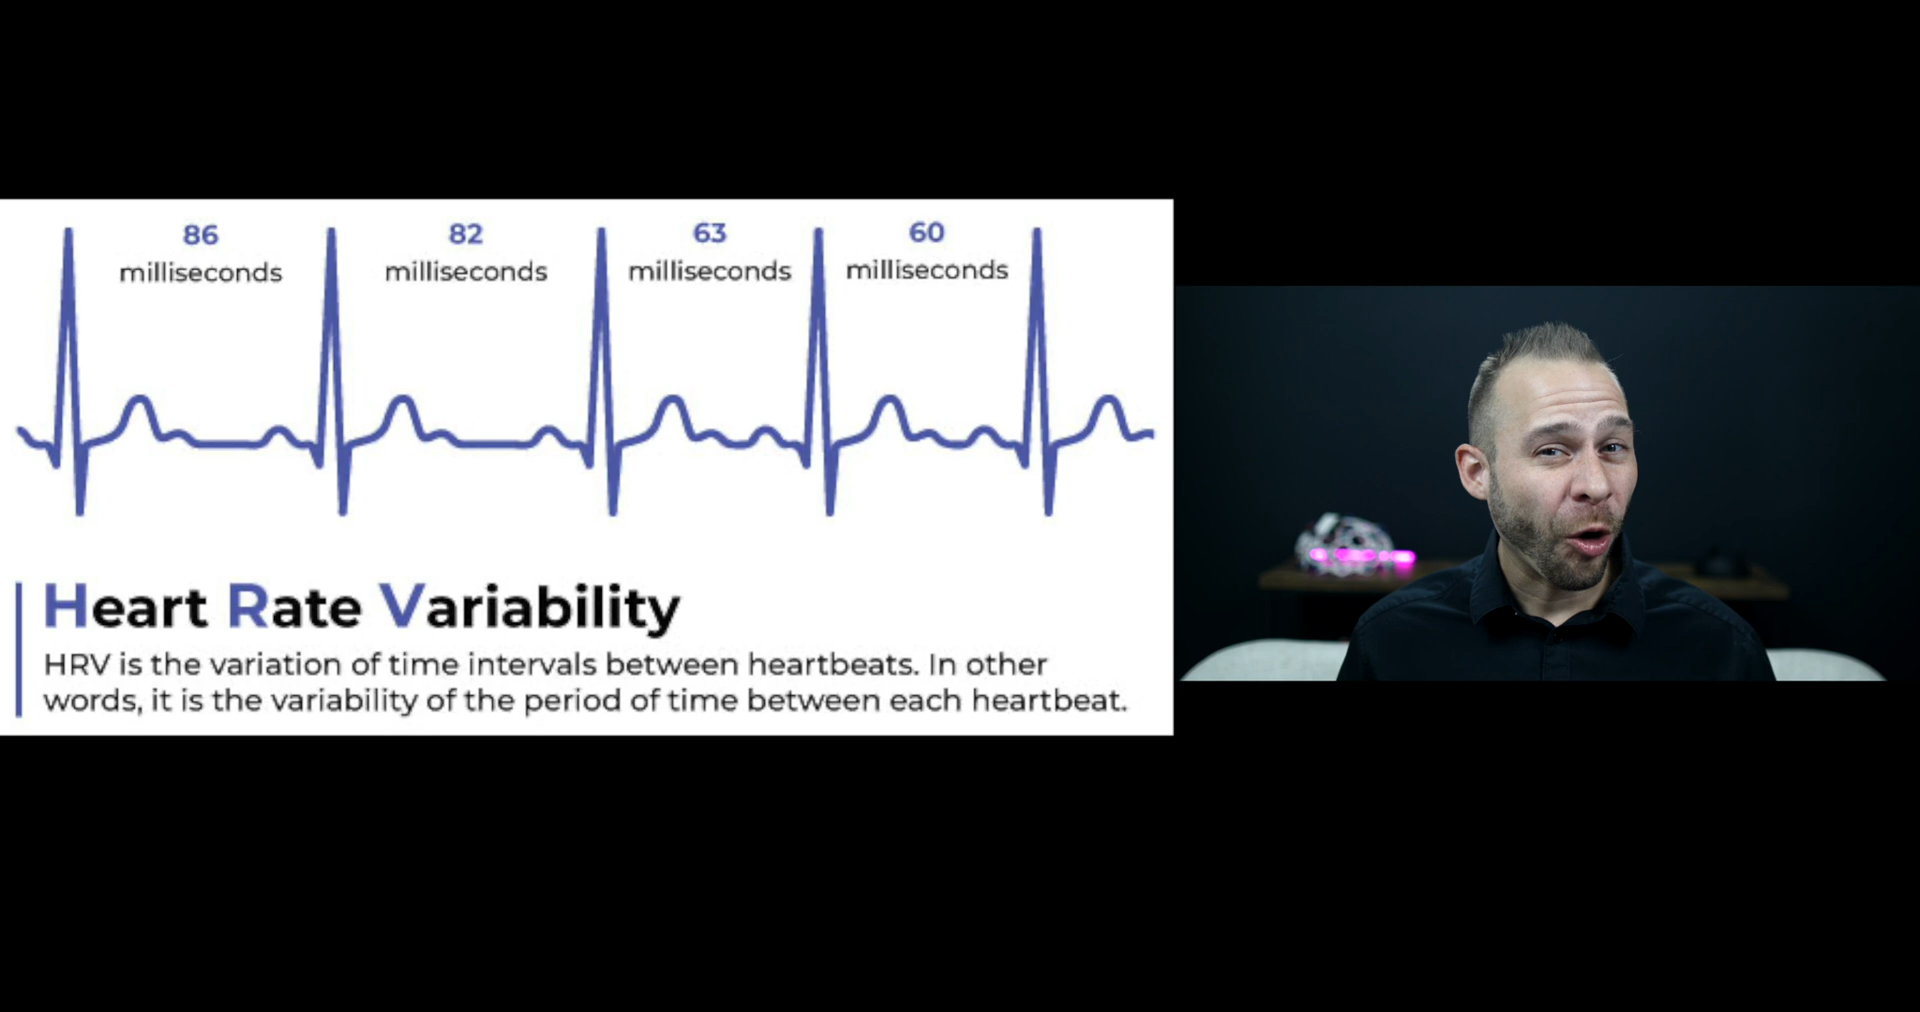 86
milliseconds
82
milliseconds
63
milliseconds
60
milliseconds
Heart Rate Variability
HRV is the variation of time intervals between heartbeats. In other
words, it is the variability of the period of time between each heartbeat.